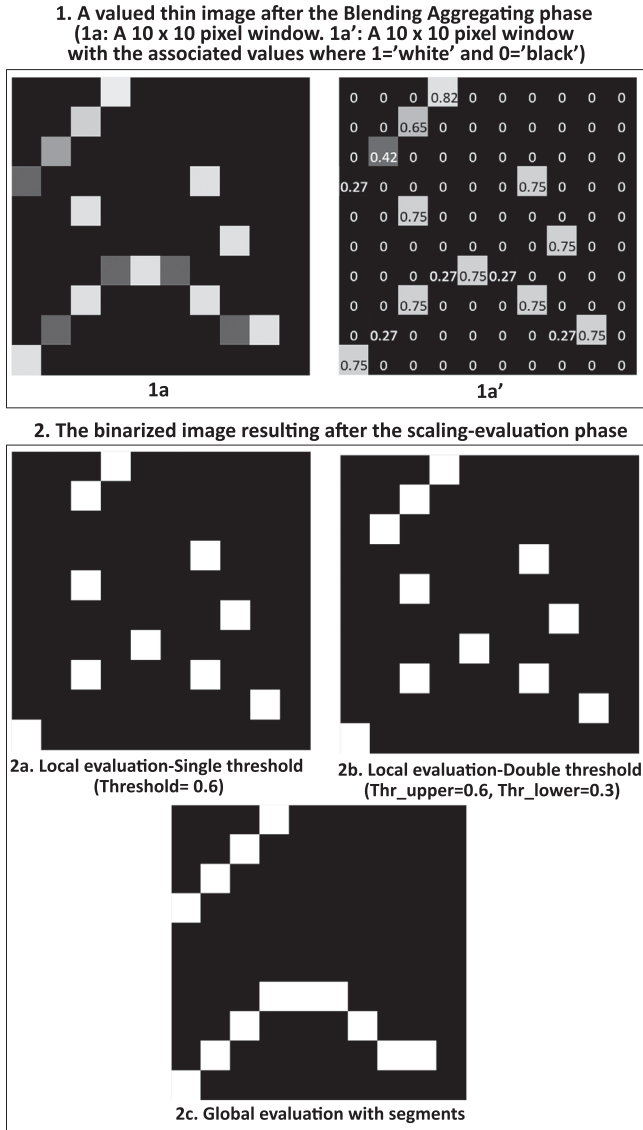 1. A valued thin image after the Blending Aggregating phase
(1a: A 10 x 10 pixel window. 1a’: A 10 x 10 pixel window
with the associated values where 1=’white’ and 0=’black’)
0 0 0 0.82 0 0 0 0 0 0
0 0 0.65 0 0 0 0 0 0 0
0 0.42 0 0 0 0 0 0 0 0
0.27 0 0 0 0 0 0.75 0 0 0
0 0 0.75 0 0 0 0 0 0 0
0 0 0 0 0 0 0 0.75 0 0
0 0 0 0.27 0.75 0.27 0 0 0 0
0 0 0.75 0 0 0 0.75 0 0 0
0 0.27 0 0 0 0 0 0.27 0.75 0
0.75 0 0 0 0 0 0 0 0 0
1a
1a’
2. The binarized image resulting after the scaling-evaluation phase
2a. Local evaluation-Single threshold
(Threshold= 0.6)
2b. Local evaluation-Double threshold
(Thr_upper=0.6, Thr_lower=0.3)
2c. Global evaluation with segments